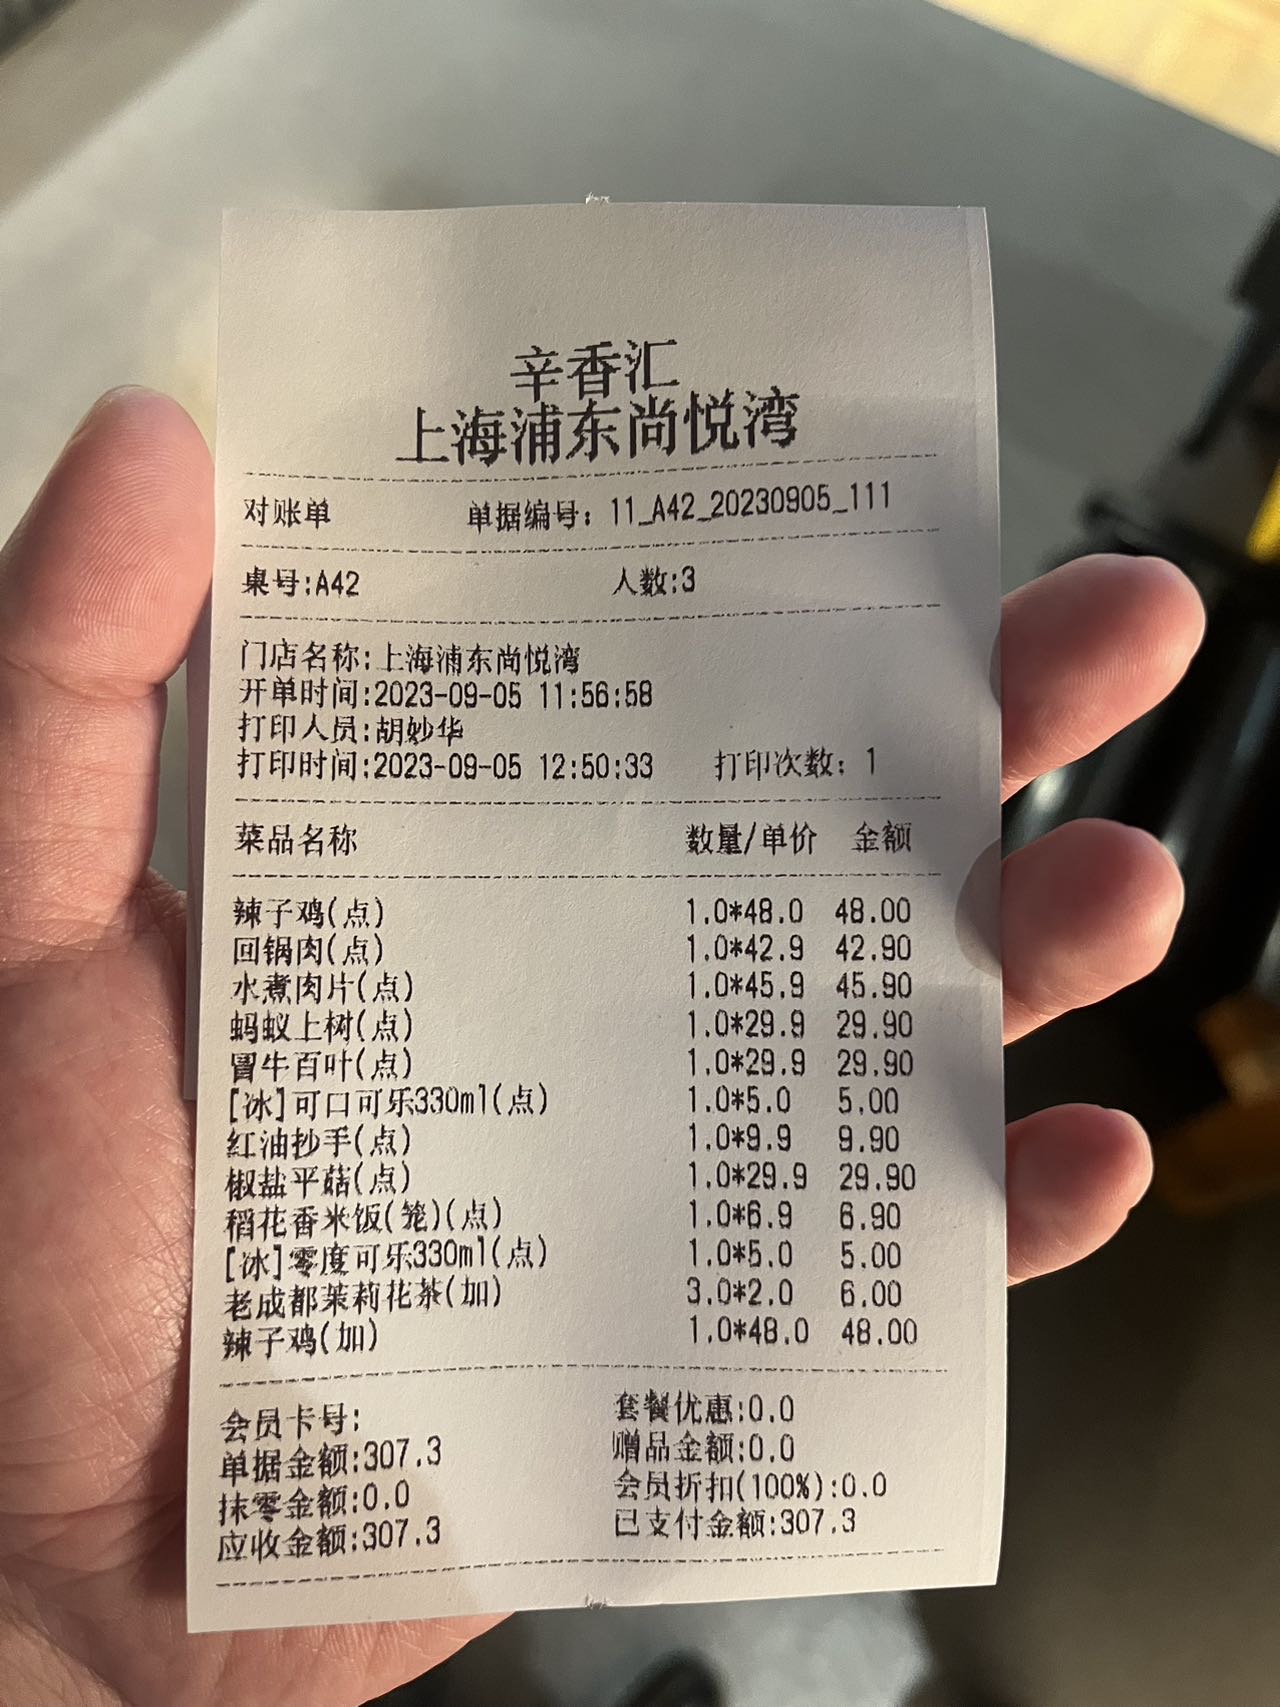 辛香汇
上海浦东尚悦湾
对账单 单据编号：11_A42_20230905_111
桌号:A42 人数:3
门店名称:上海浦东尚悦湾
开单时间:2023-09-05 11:56:58
打印人员:胡妙华
打印时间:2023-09-05 12:50:33 打印次数：1
菜品名称 数量/单价 金额
辣子鸡(点) 1.0*48.0 48.00
回锅肉(点) 1.0*42.9 42.90
水煮肉片(点) 1.0*45.9 45.90
蚂蚁上树(点) 1.0*29.9 29.90
冒牛百叶(点) 1.0*29.9 29.90
[冰]可口可乐330ml(点) 1.0*5.0 5.00
红油抄手(点) 1.0*9.9 9.90
椒盐平菇(点) 1.0*29.9 29.90
稻花香米饭(笼)(点) 1.0*6.9 6.90
[冰]零度可乐330ml(点) 1.0*5.0 5.00
老成都茉莉花茶(加) 3.0*2.0 6.00
辣子鸡(加) 1.0*48.0 48.00
会员卡号: 套餐优惠:0.0
单据金额:307.3 赠品金额:0.0
抹零金额:0.0 会员折扣(100%):0.0
应收金额:307.3 已支付金额:307.3